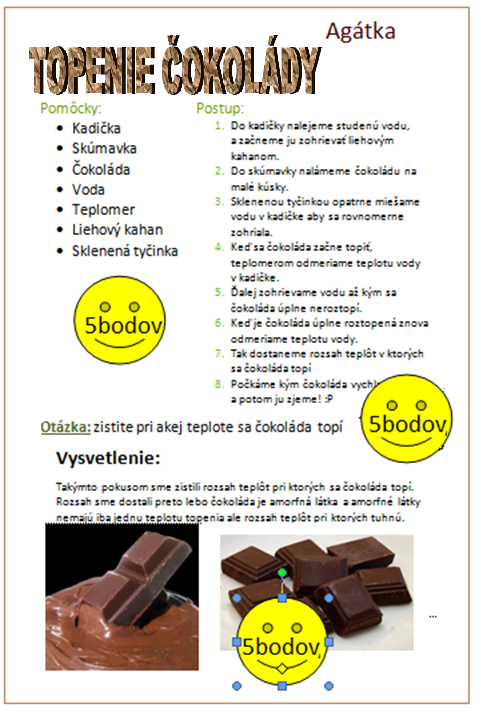 Agátka
TOPENIE ČOKOLÁDY
Pomôcky:
• Kadička
• Skúmavka
• Čokoláda
• Voda
• Teplomer
• Liehový kahan
• Sklenená tyčinka
5bodov
Postup:
1. Do kadičky nalejeme studenú vodu,
a začneme ju zohrievať liehovým
kahanom.
2. Do skúmavky nalámeme čokoládu na
malé kúsky.
3. Sklenenou tyčinkou opatrne miešame
vodu v kadičke aby sa rovnomerne
zohriala.
4. Keď sa čokoláda začne topiť,
teplomerom odmeriame teplotu vody
v kadičke.
5. Ďalej zohrievame vodu až kým sa
čokoláda úplne neroztopí.
6. Keď je čokoláda úplne roztopená znova
odmeriame teplotu vody.
7. Tak dostaneme rozsah teplôt v ktorých
sa čokoláda topí
8. Počkáme kým čokoláda
a potom ju zjeme! :P
5bodov
Otázka: zistite pri akej teplote sa čokoláda topí
Vysvetlenie:
Takýmto pokusom sme zistili rozsah teplôt pri ktorých sa čokoláda topí.
Rozsah sme dostali preto lebo čokoláda je amorfná látka a amorfné látky
nemajú iba jednu teplotu topenia ale rozsah teplôt pri ktorých tuhnú.
...
5bodov